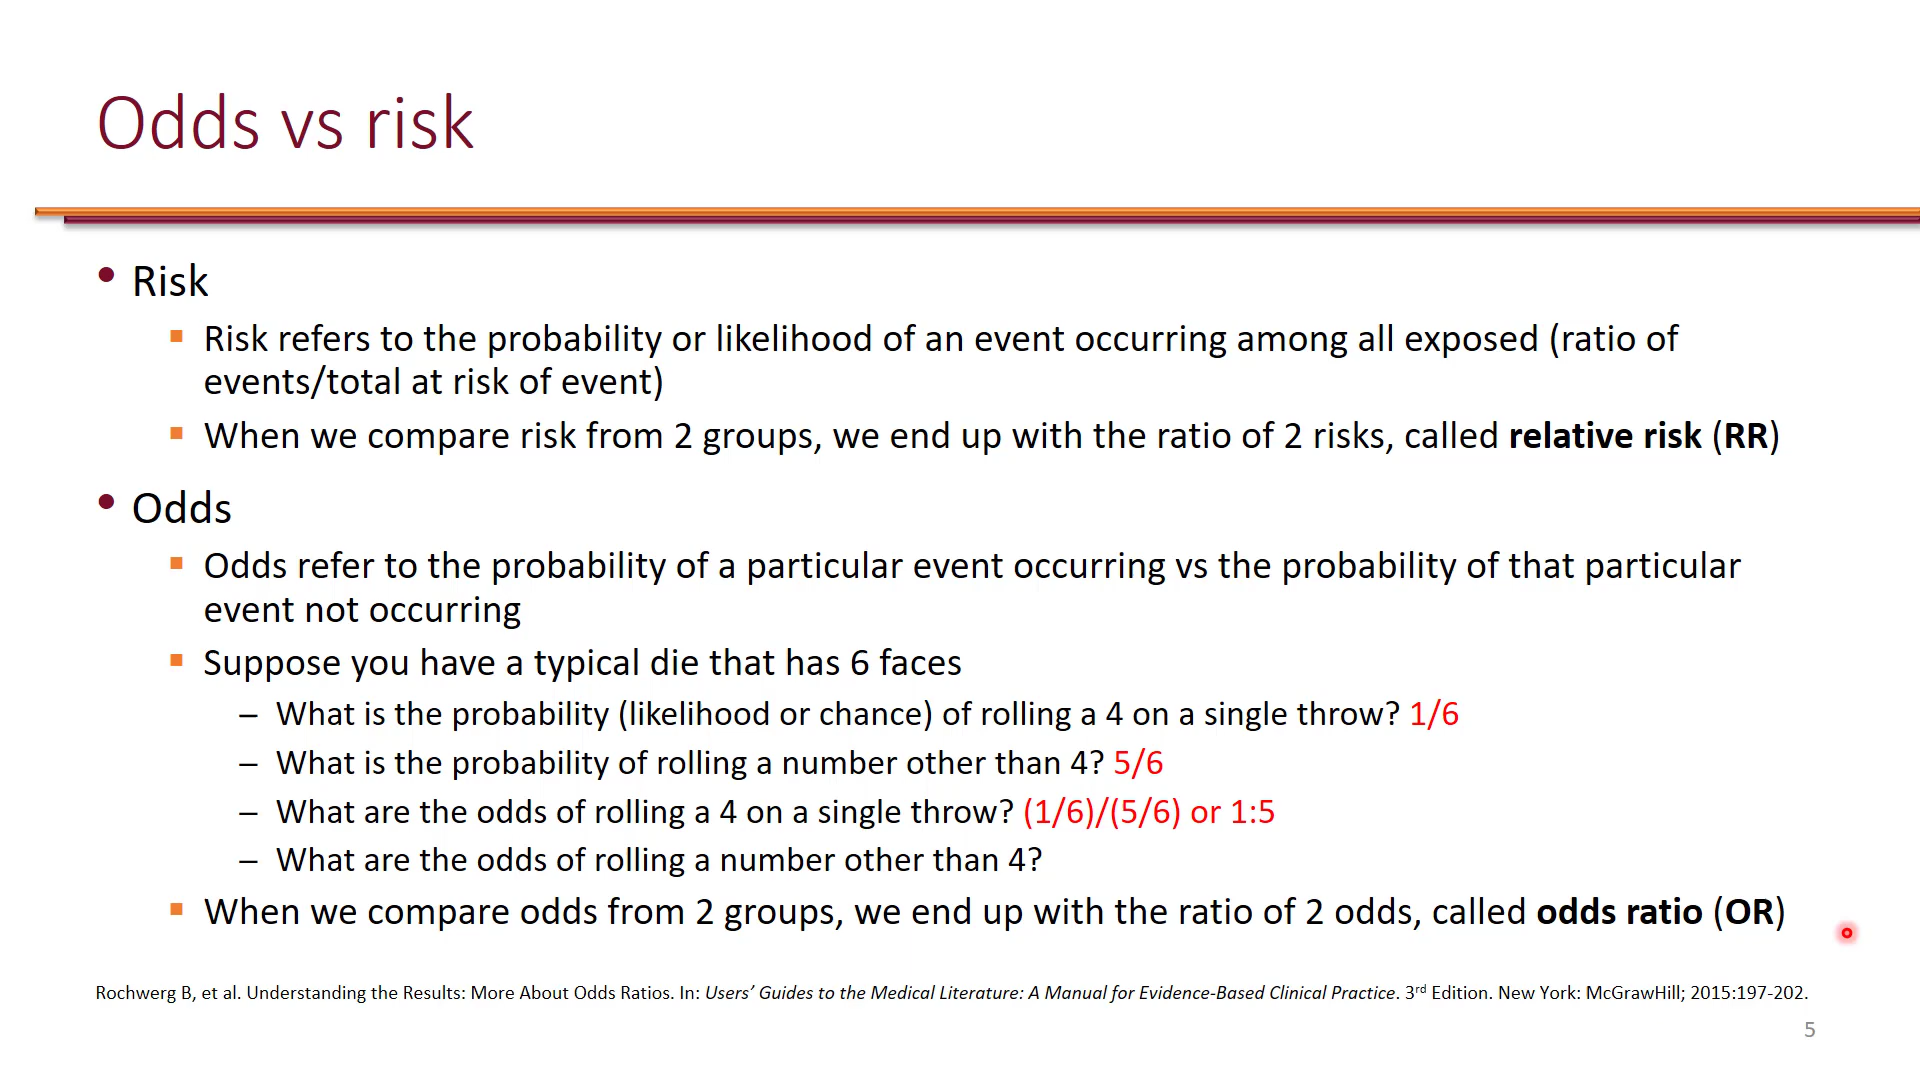 Odds vs risk
• Risk
▪ Risk refers to the probability or likelihood of an event occurring among all exposed (ratio of
events/total at risk of event)
▪ When we compare risk from 2 groups, we end up with the ratio of 2 risks, called relative risk (RR)
• Odds
▪ Odds refer to the probability of a particular event occurring vs the probability of that particular
event not occurring
▪ Suppose you have a typical die that has 6 faces
– What is the probability (likelihood or chance) of rolling a 4 on a single throw? 1/6
– What is the probability of rolling a number other than 4? 5/6
– What are the odds of rolling a 4 on a single throw? (1/6)/(5/6) or 1:5
– What are the odds of rolling a number other than 4?
▪ When we compare odds from 2 groups, we end up with the ratio of 2 odds, called odds ratio (OR)
Rochwerg B, et al. Understanding the Results: More About Odds Ratios. In: Users’ Guides to the Medical Literature: A Manual for Evidence-Based Clinical Practice. 3rd Edition. New York: McGrawHill; 2015:197-202.
5